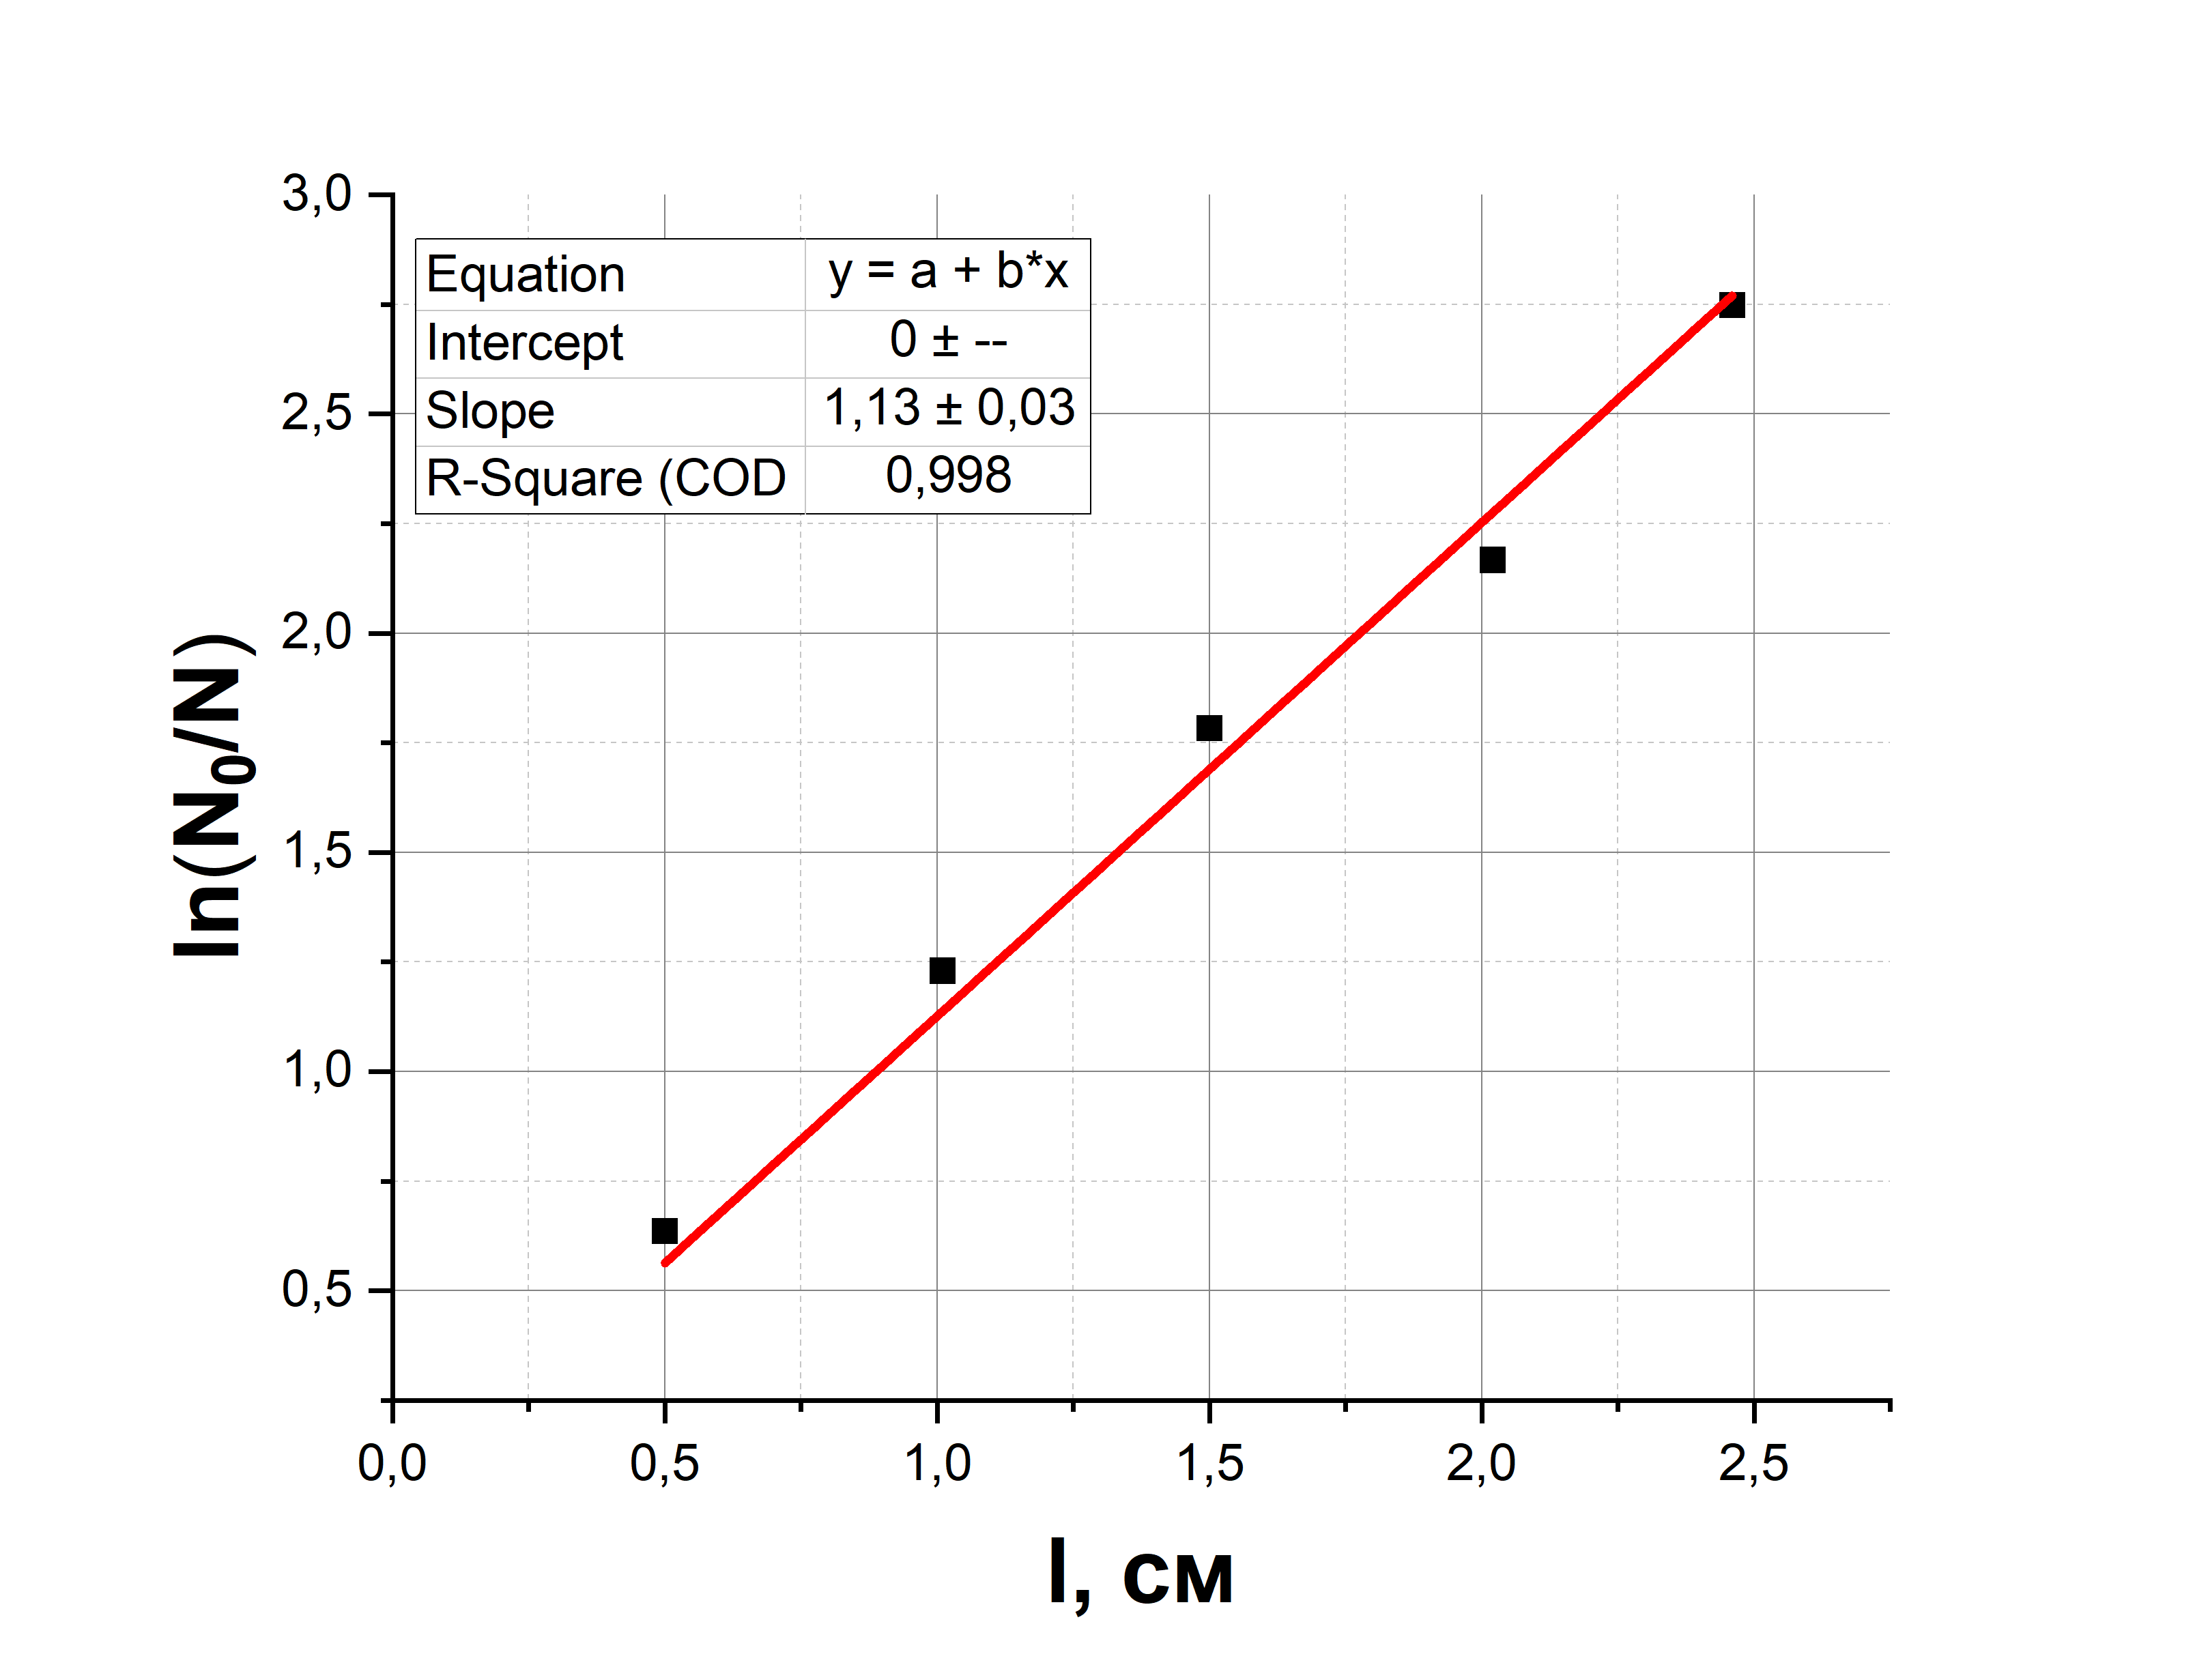 3,0
Equation y = a + b*x
Intercept 0 ± --
Slope 1,13 ± 0,03
R-Square (COD 0,998
2,5
2,0
1,5
1,0
0,5
ln(N₀/N)
0,0 0,5 1,0 1,5 2,0 2,5
l, см